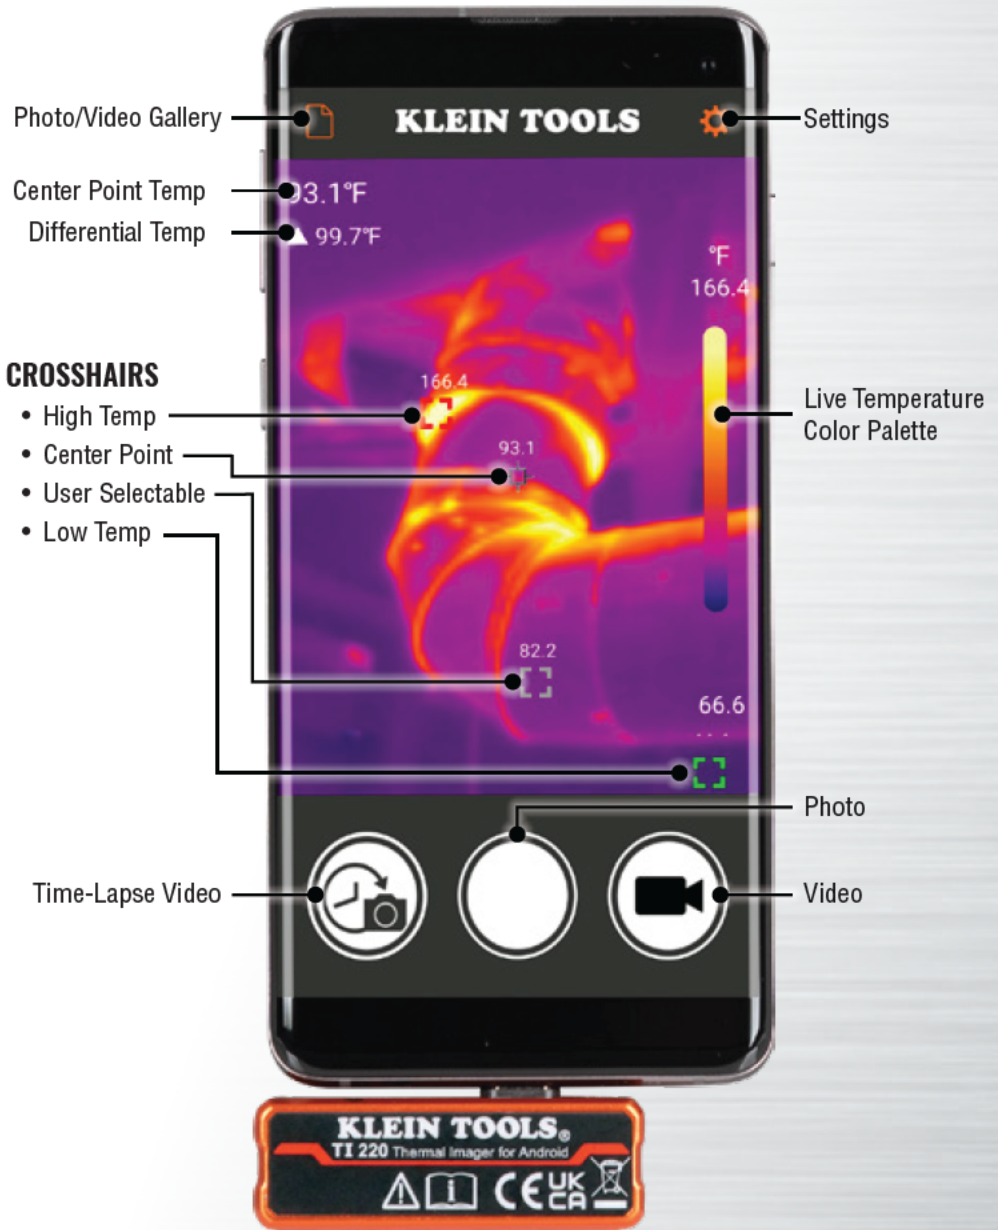 KLEIN TOOLS
Photo/Video Gallery
Settings
Center Point Temp
93.1°F
Differential Temp
▲ 99.7°F
°F
166.4
CROSSHAIRS
• High Temp
• Center Point
• User Selectable
• Low Temp
166.4
93.1
82.2
Live Temperature
Color Palette
66.6
Time-Lapse Video
Photo
Video
KLEIN TOOLS®
TI 220 Thermal Imager for Android
i
CE UK
CA